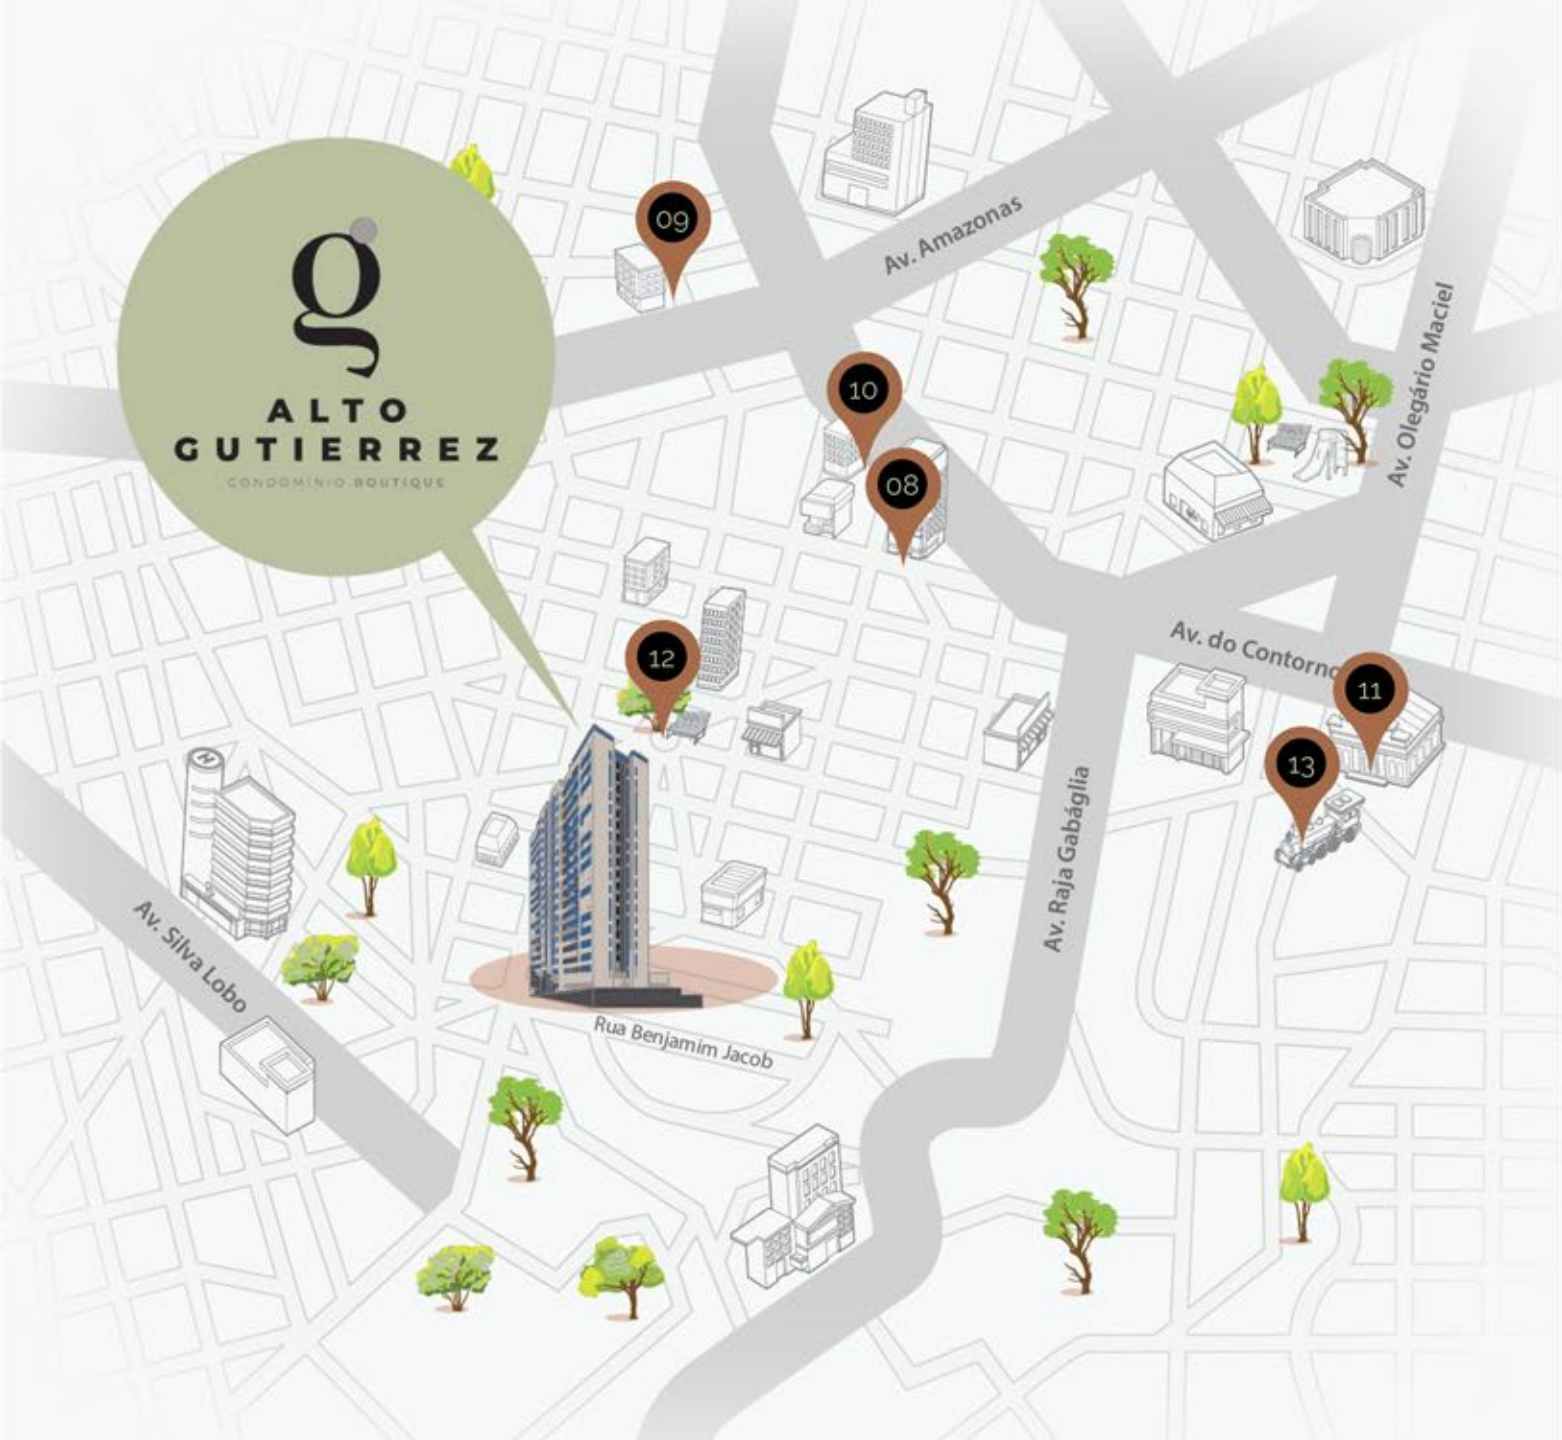 09
Av. Amazonas
g
ALTO
GUTIERREZ
CONDOMÍNIO BOUTIQUE
10
08
Av. Olegário Maciel
Av. do Contorno
12
11
13
Av. Raja Gabáglia
H
Av. Silva Lobo
Rua Benjamim Jacob